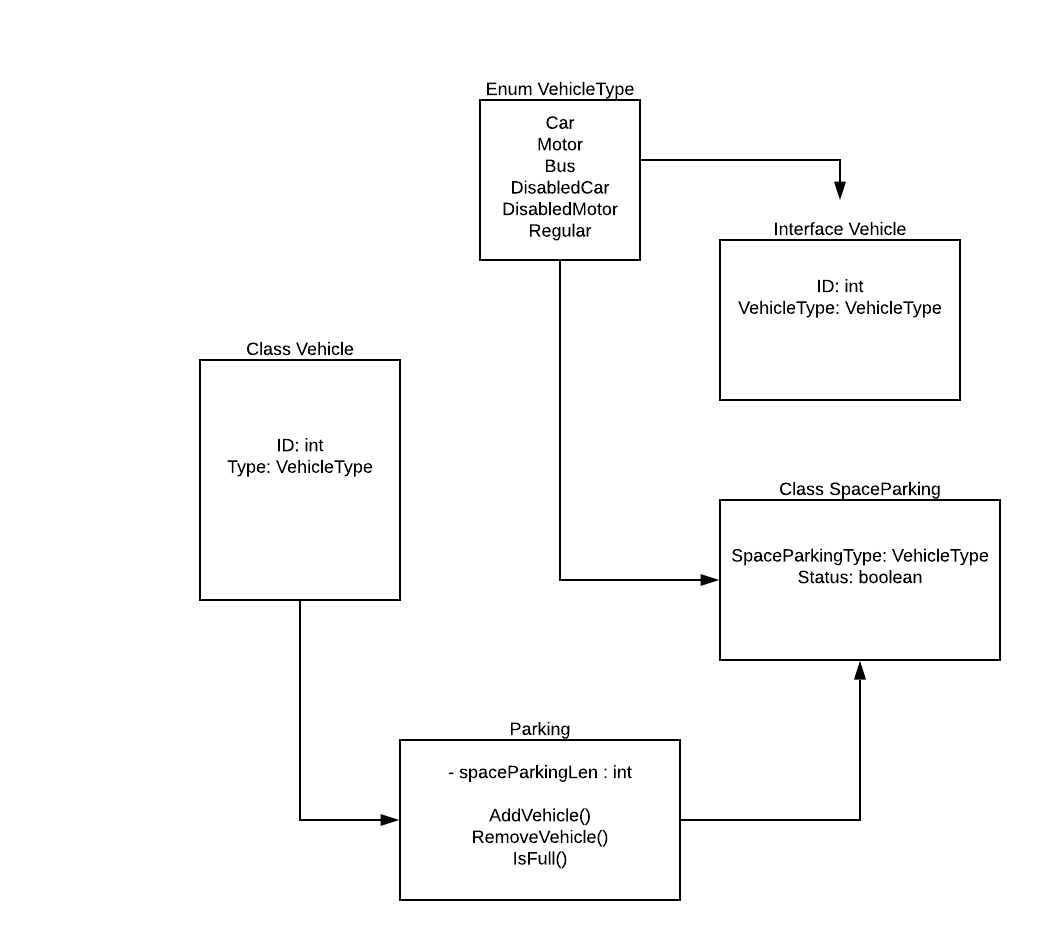 Enum VehicleType
Car
Motor
Bus
DisabledCar
DisabledMotor
Regular
Interface Vehicle
ID: int
VehicleType: VehicleType
Class Vehicle
ID: int
Type: VehicleType
Class SpaceParking
SpaceParkingType: VehicleType
Status: boolean
Parking
- spaceParkingLen : int
AddVehicle()
RemoveVehicle()
IsFull()